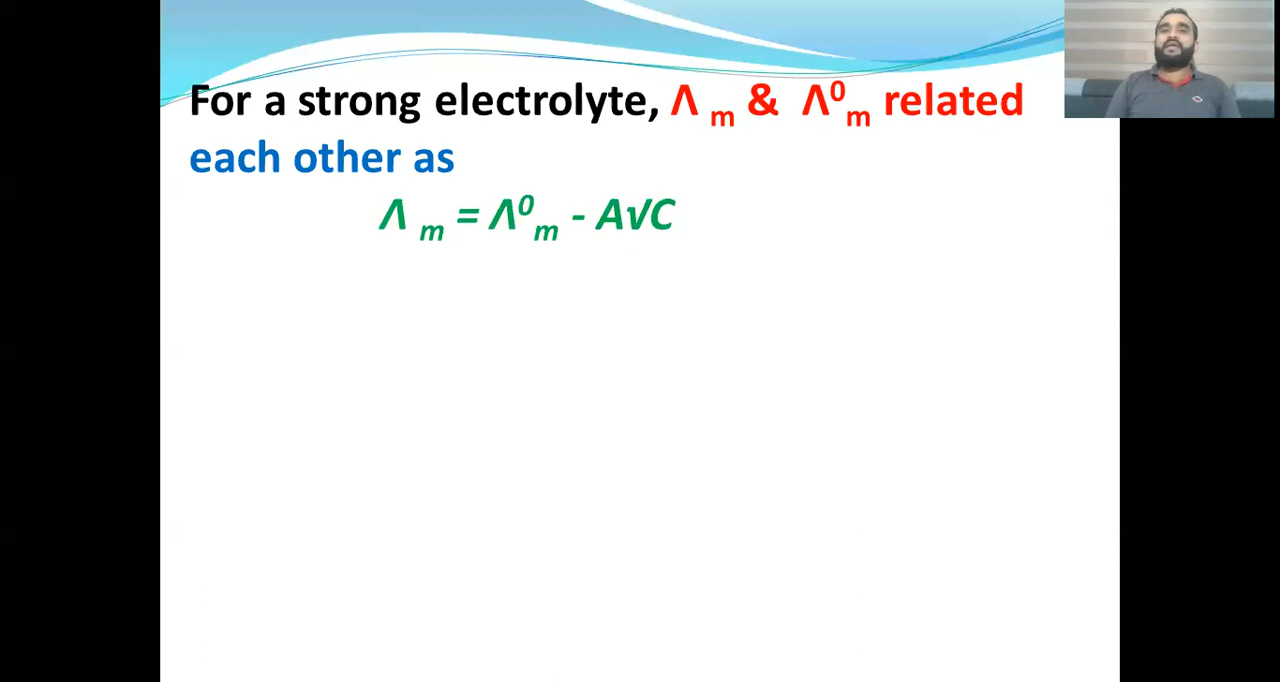 For a strong electrolyte, Λ m & Λ⁰m related
each other as
Λ m = Λ⁰m - A√C